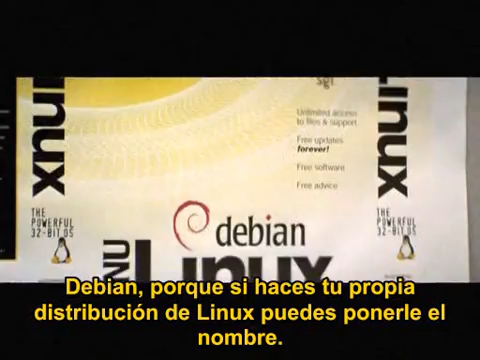 Linux
THE
POWERFUL
32-BIT OS
sgi
Unlimited access
to files & support
Free updates
forever!
Free software
Free advice
debian
GNU
Linux
Linux
THE
POWERFUL
32-BIT OS
Debian, porque si haces tu propia
distribución de Linux puedes ponerle el
nombre.